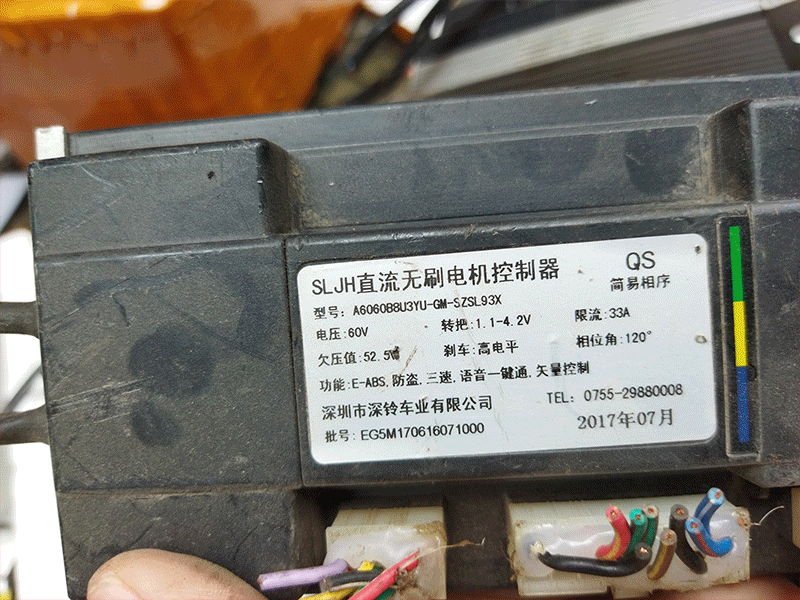 SLJH直流无刷电机控制器 QS
简易相序
型号: A6060B8U3YU-GM-SZSL93X
电压:60V 转把:1.1-4.2V 限流:33A
欠压值:52.5V 刹车:高电平 相位角:120°
功能:E-ABS,防盗,三速,语音一键通,矢量控制
深圳市深铃车业有限公司 TEL: 0755-29880008
批号: EG5M170616071000 2017年07月